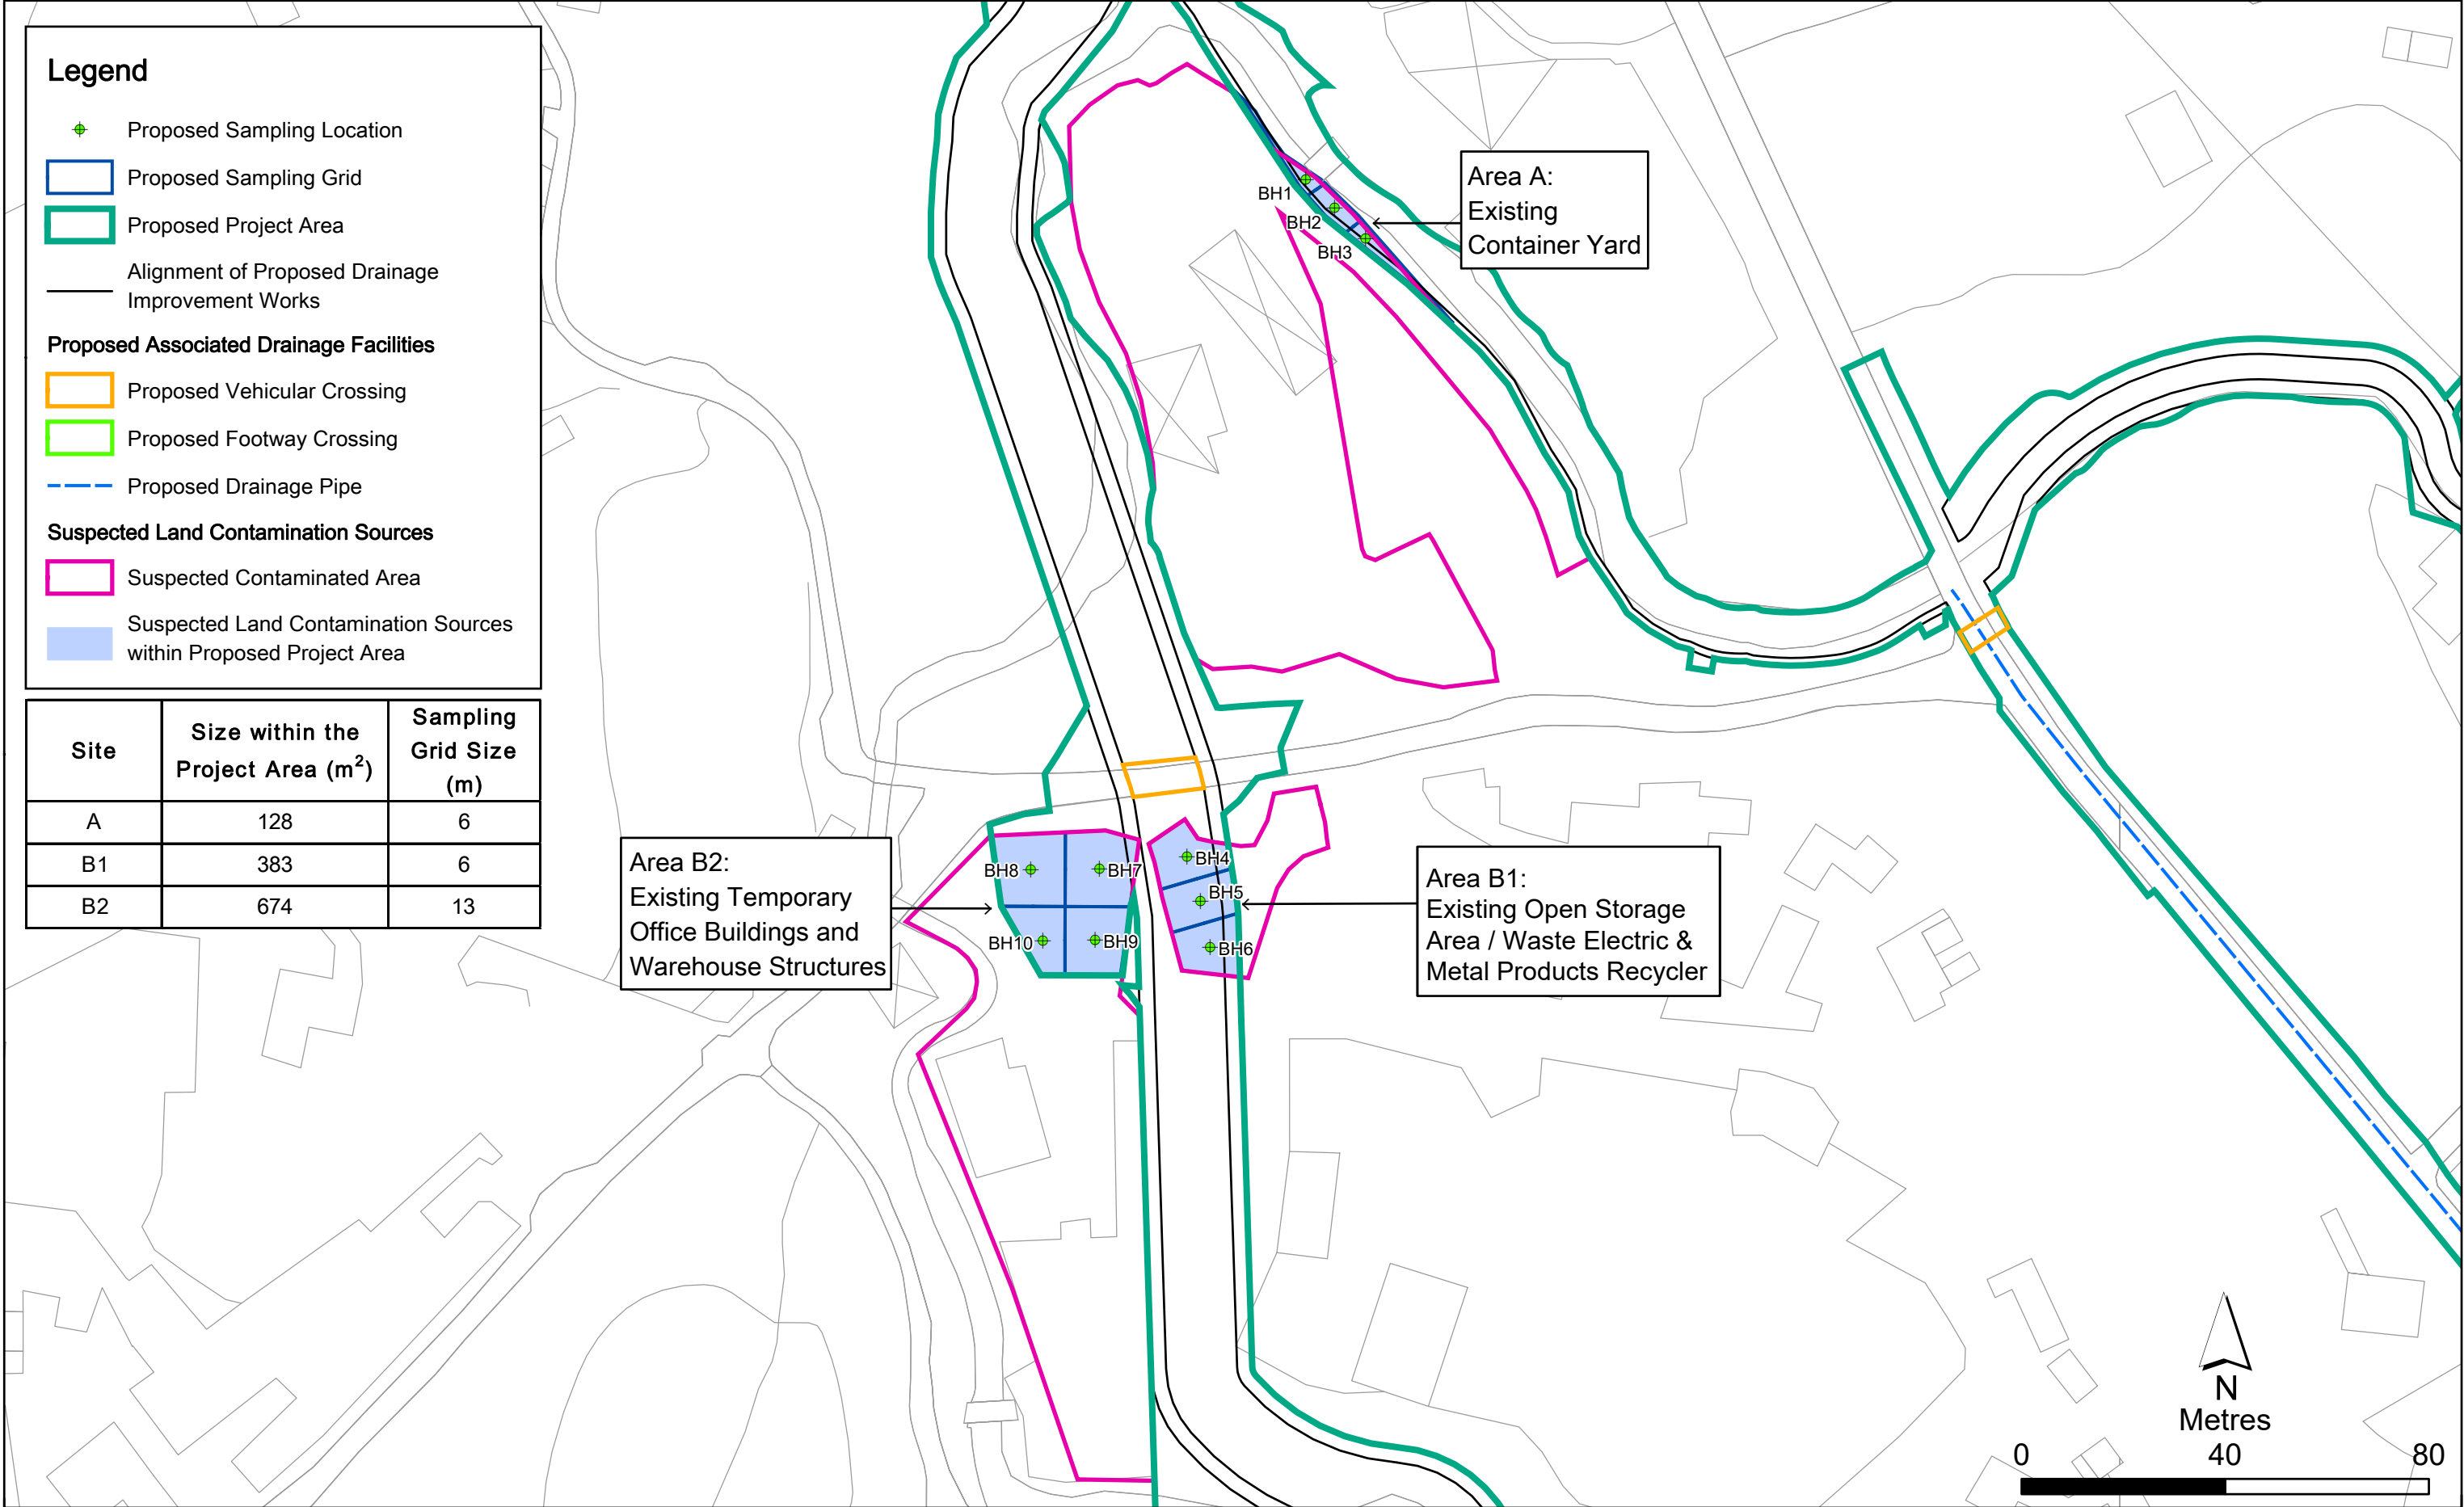 Legend
Proposed Sampling Location
Proposed Sampling Grid
Proposed Project Area
Alignment of Proposed Drainage
Improvement Works
Proposed Associated Drainage Facilities
Proposed Vehicular Crossing
Proposed Footway Crossing
Proposed Drainage Pipe
Suspected Land Contamination Sources
Suspected Contaminated Area
Suspected Land Contamination Sources
within Proposed Project Area
Site
Size within the
Project Area (m²)
Sampling
Grid Size
(m)
A 128 6
B1 383 6
B2 674 13
Area A:
Existing
Container Yard
BH1
BH2
BH3
Area B2:
Existing Temporary
Office Buildings and
Warehouse Structures
BH8
BH7
BH10
BH9
BH4
BH5
BH6
Area B1:
Existing Open Storage
Area / Waste Electric &
Metal Products Recycler
N
Metres
0 40 80